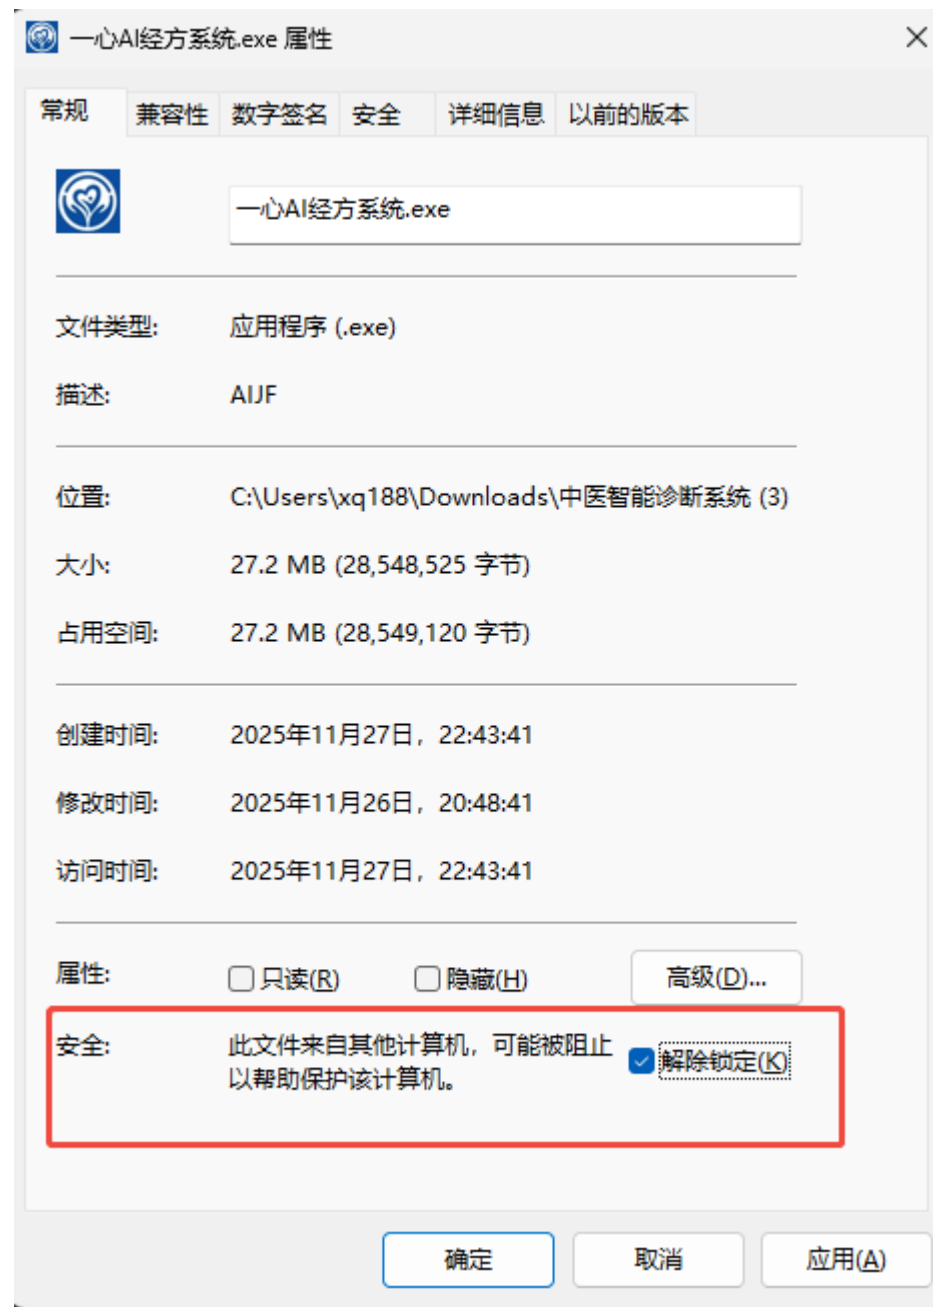 一心AI经方系统.exe 属性
常规 兼容性 数字签名 安全 详细信息 以前的版本
一心AI经方系统.exe
文件类型: 应用程序 (.exe)
描述: AIJF
位置: C:\Users\xq188\Downloads\中医智能诊断系统 (3)
大小: 27.2 MB (28,548,525 字节)
占用空间: 27.2 MB (28,549,120 字节)
创建时间: 2025年11月27日，22:43:41
修改时间: 2025年11月26日，20:48:41
访问时间: 2025年11月27日，22:43:41
属性: 只读(R) 隐藏(H) 高级(D)...
安全: 此文件来自其他计算机，可能被阻止
以帮助保护该计算机。 解除锁定(K)
确定 取消 应用(A)